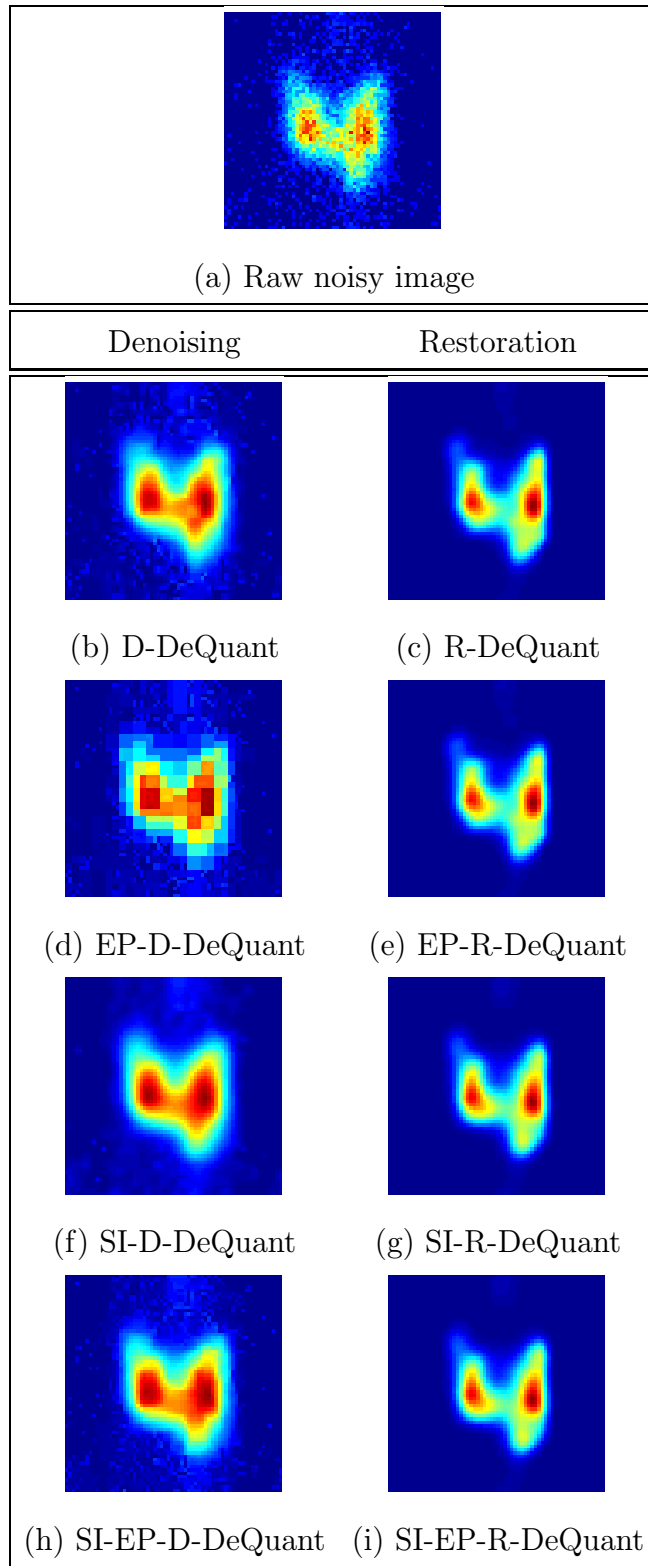 (a) Raw noisy image
Denoising Restoration
(b) D-DeQuant (c) R-DeQuant
(d) EP-D-DeQuant (e) EP-R-DeQuant
(f) SI-D-DeQuant (g) SI-R-DeQuant
(h) SI-EP-D-DeQuant (i) SI-EP-R-DeQuant